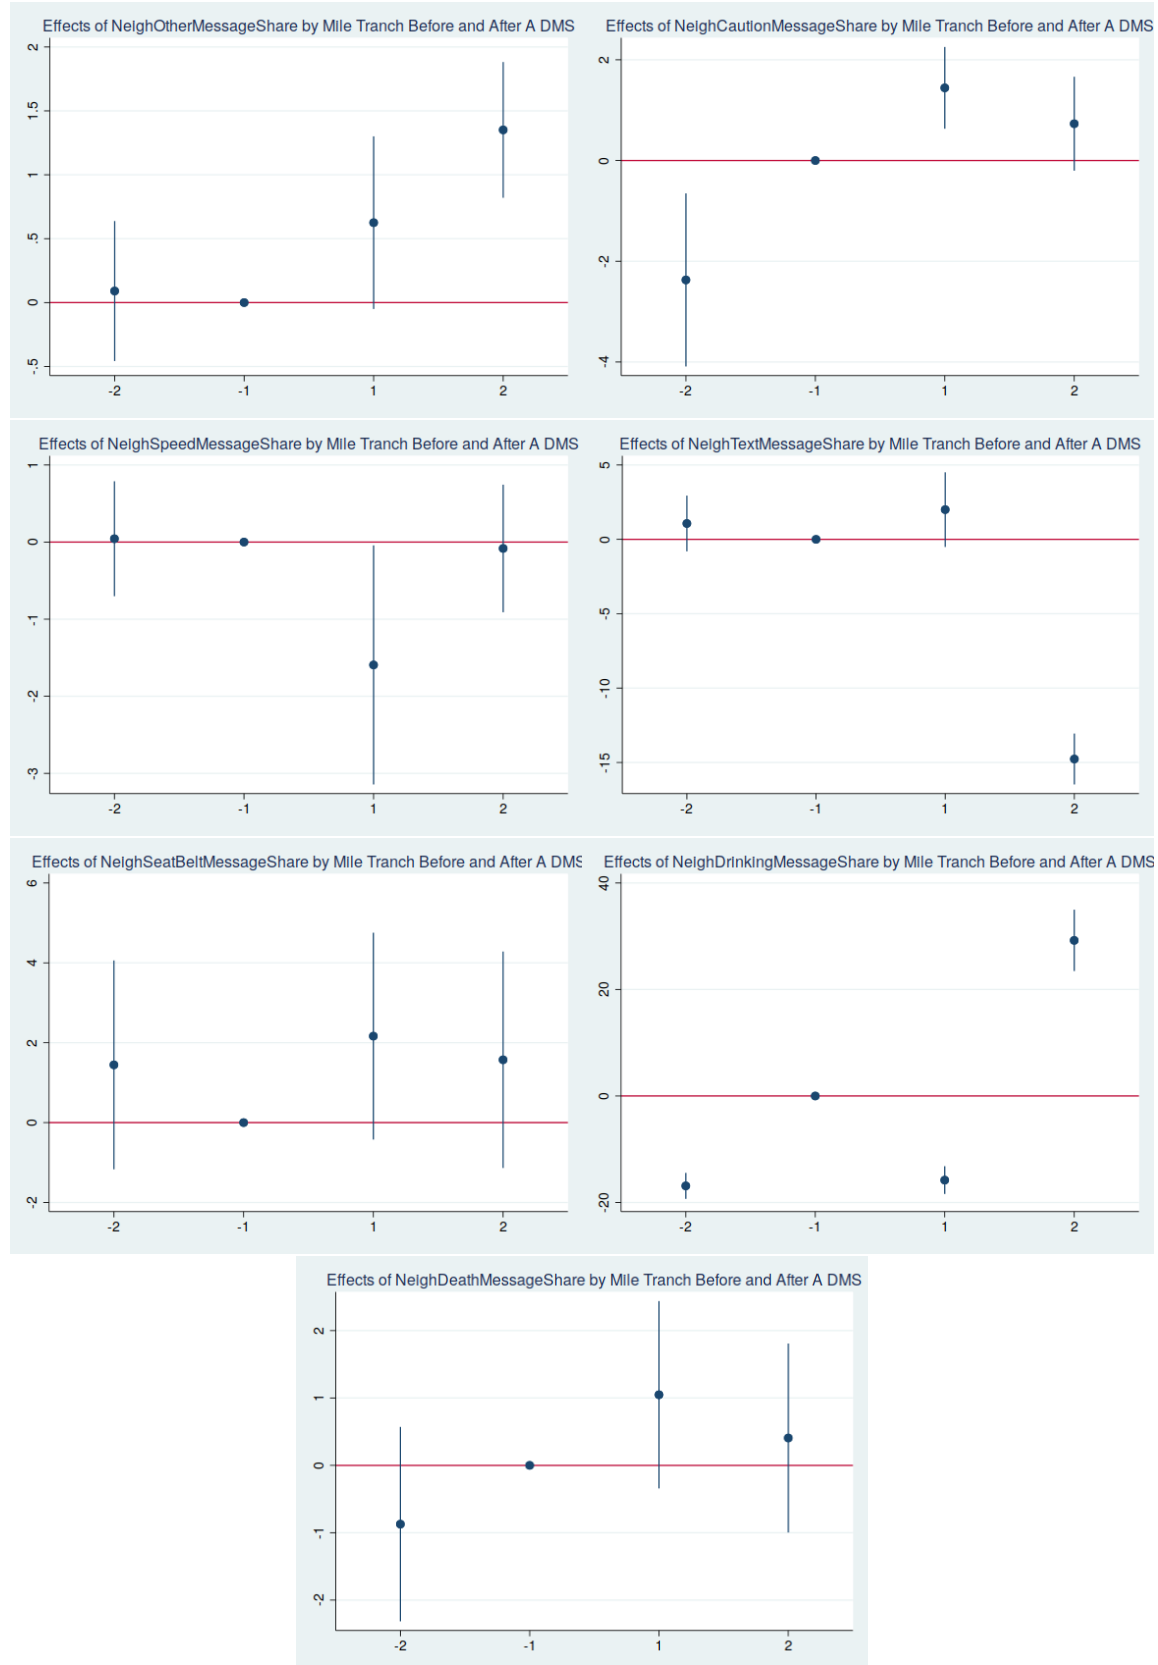 Effects of NeighOtherMessageShare by Mile Tranch Before and After A DMS
2
1.5
1
.5
0
-.5
-2 -1 1 2
Effects of NeighCautionMessageShare by Mile Tranch Before and After A DMS
2
0
-2
-4
-2 -1 1 2
Effects of NeighSpeedMessageShare by Mile Tranch Before and After A DMS
1
0
-1
-2
-3
-2 -1 1 2
Effects of NeighTextMessageShare by Mile Tranch Before and After A DMS
5
0
-5
-10
-15
-2 -1 1 2
Effects of NeighSeatBeltMessageShare by Mile Tranch Before and After A DMS
6
4
2
0
-2
-2 -1 1 2
Effects of NeighDrinkingMessageShare by Mile Tranch Before and After A DMS
40
20
0
-20
-2 -1 1 2
Effects of NeighDeathMessageShare by Mile Tranch Before and After A DMS
2
1
0
-1
-2
-2 -1 1 2